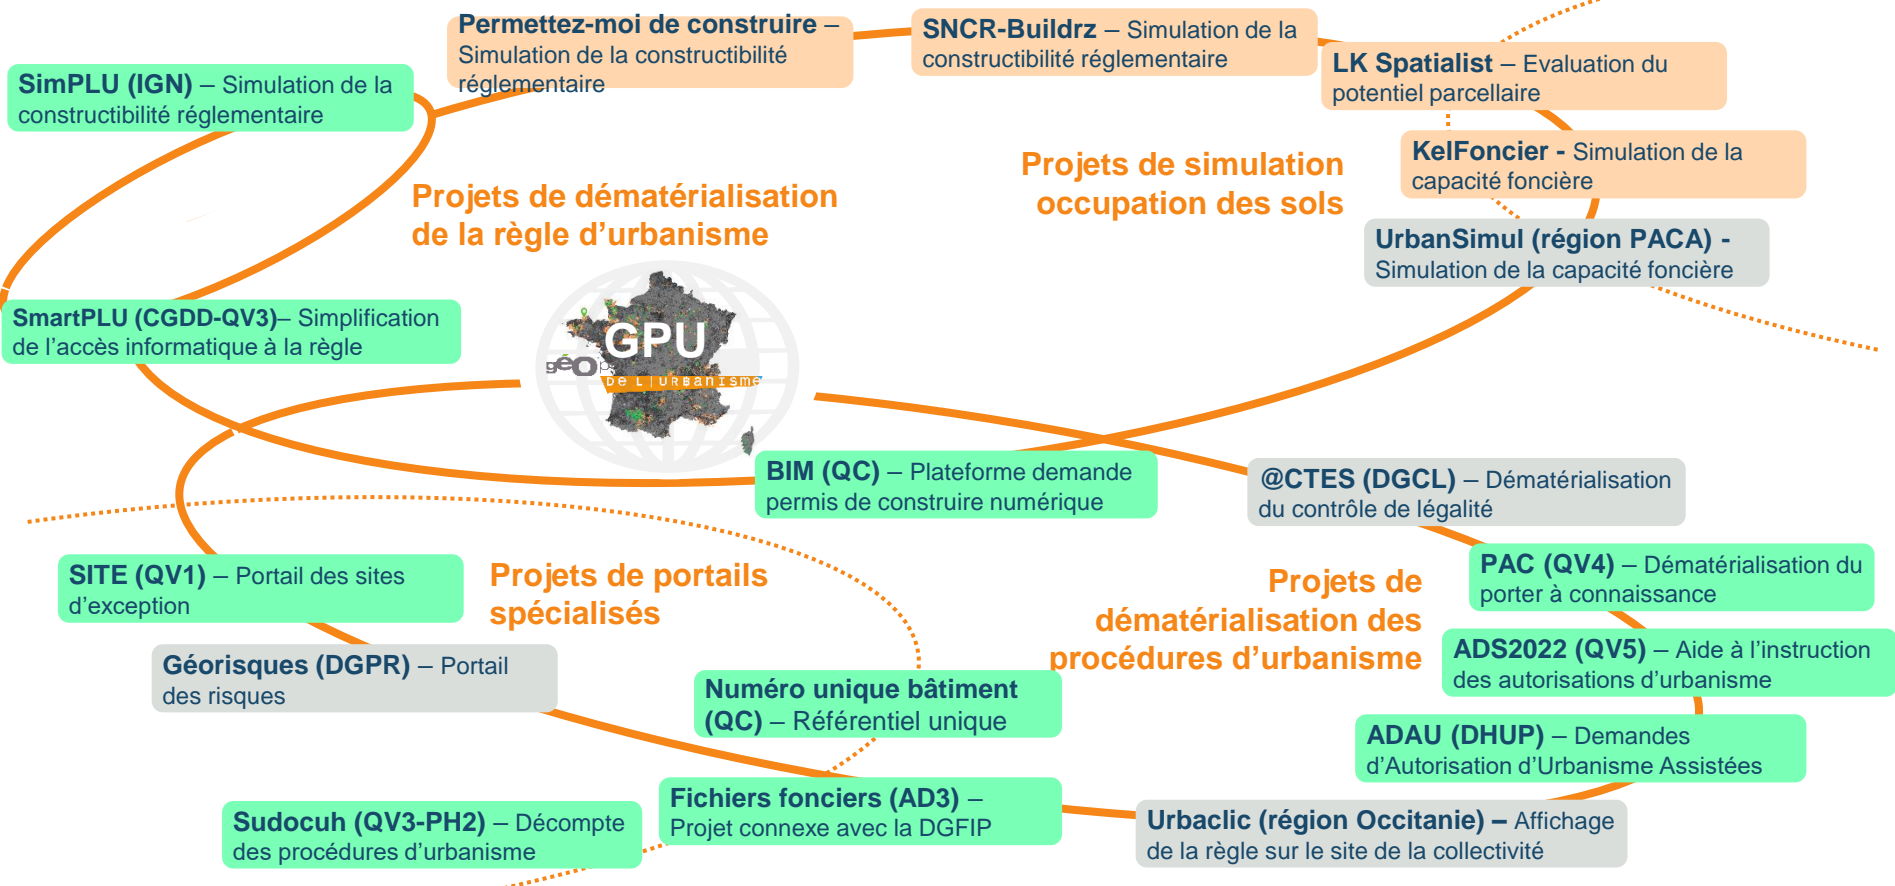 Permettez-moi de construire –
Simulation de la constructibilité
réglementaire
SNCR-Buildrz – Simulation de la
constructibilité réglementaire
LK Spatialist – Evaluation du
potentiel parcellaire
SimPLU (IGN) – Simulation de la
constructibilité réglementaire
KelFoncier - Simulation de la
capacité foncière
Projets de simulation
occupation des sols
Projets de dématérialisation
de la règle d’urbanisme
UrbanSimul (région PACA) -
Simulation de la capacité foncière
SmartPLU (CGDD-QV3)– Simplification
de l’accès informatique à la règle
GPU
géop
De L'Urbanisme
BIM (QC) – Plateforme demande
permis de construire numérique
@CTES (DGCL) – Dématérialisation
du contrôle de légalité
SITE (QV1) – Portail des sites
d’exception
Projets de portails
spécialisés
Projets de
dématérialisation des
procédures d’urbanisme
PAC (QV4) – Dématérialisation du
porter à connaissance
Géorisques (DGPR) – Portail
des risques
ADS2022 (QV5) – Aide à l’instruction
des autorisations d’urbanisme
Numéro unique bâtiment
(QC) – Référentiel unique
ADAU (DHUP) – Demandes
d’Autorisation d’Urbanisme Assistées
Fichiers fonciers (AD3) –
Projet connexe avec la DGFIP
Sudocuh (QV3-PH2) – Décompte
des procédures d’urbanisme
Urbaclic (région Occitanie) – Affichage
de la règle sur le site de la collectivité